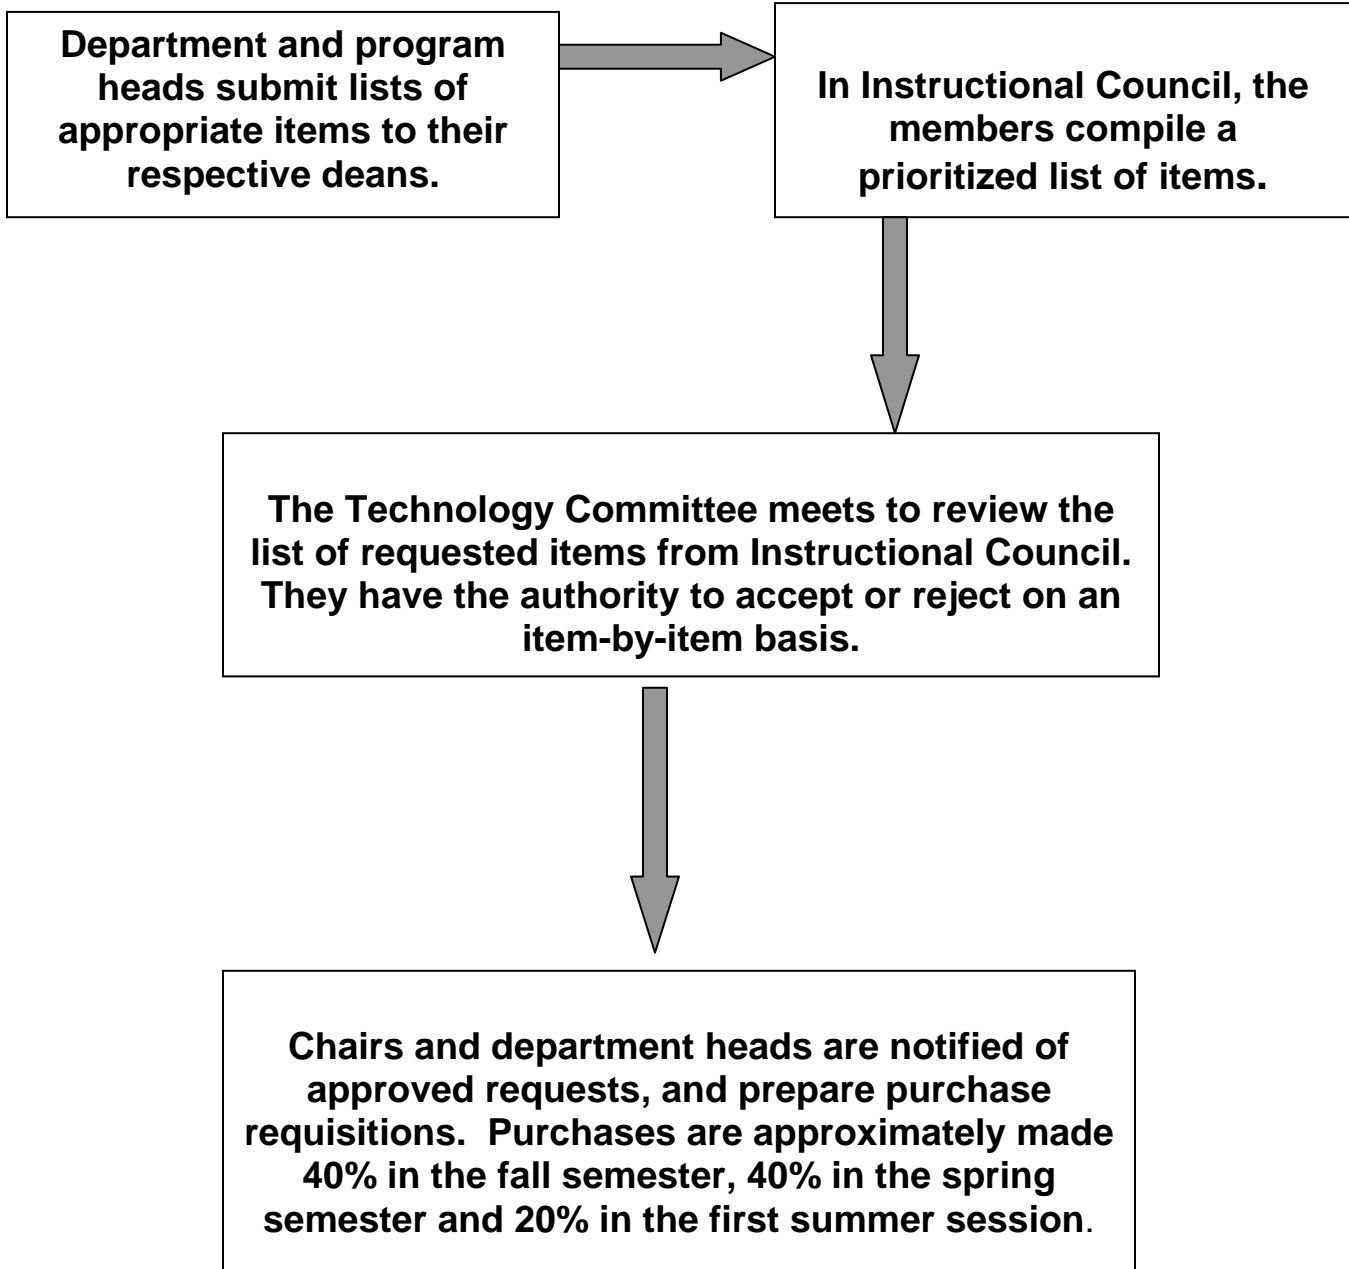 Department and program
heads submit lists of
appropriate items to their
respective deans.
In Instructional Council, the
members compile a
prioritized list of items.
The Technology Committee meets to review the
list of requested items from Instructional Council.
They have the authority to accept or reject on an
item-by-item basis.
Chairs and department heads are notified of
approved requests, and prepare purchase
requisitions.  Purchases are approximately made
40% in the fall semester, 40% in the spring
semester and 20% in the first summer session.